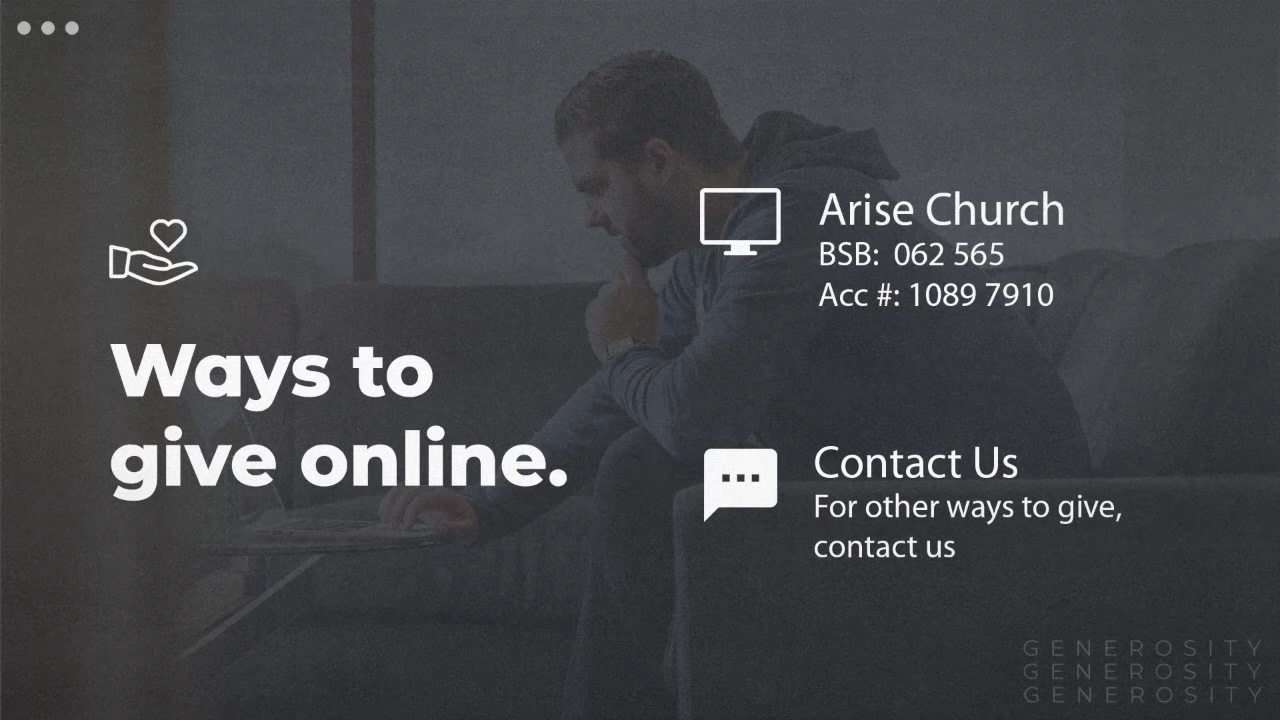 Ways to
give online.
Arise Church
BSB: 062 565
Acc #: 1089 7910
Contact Us
For other ways to give,
contact us
GENEROSITY
GENEROSITY
GENEROSITY